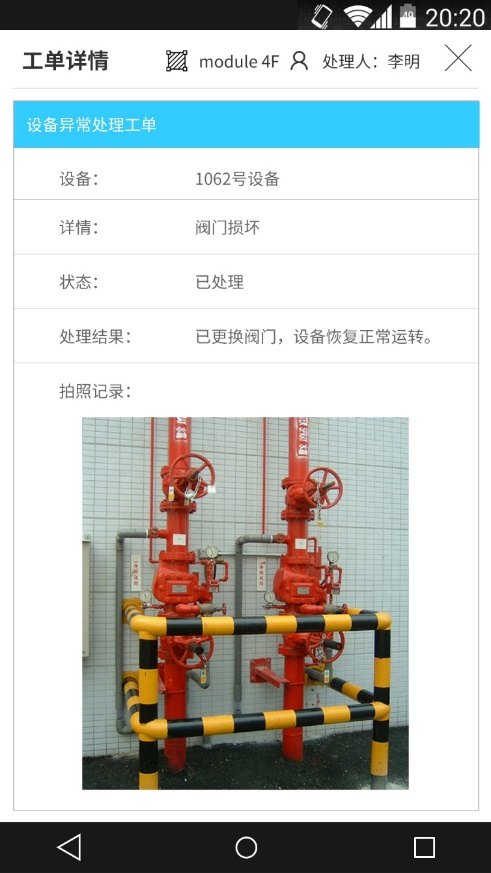 20:20
工单详情 module 4F 处理人：李明
设备异常处理工单
设备： 1062号设备
详情： 阀门损坏
状态： 已处理
处理结果： 已更换阀门，设备恢复正常运转。
拍照记录：